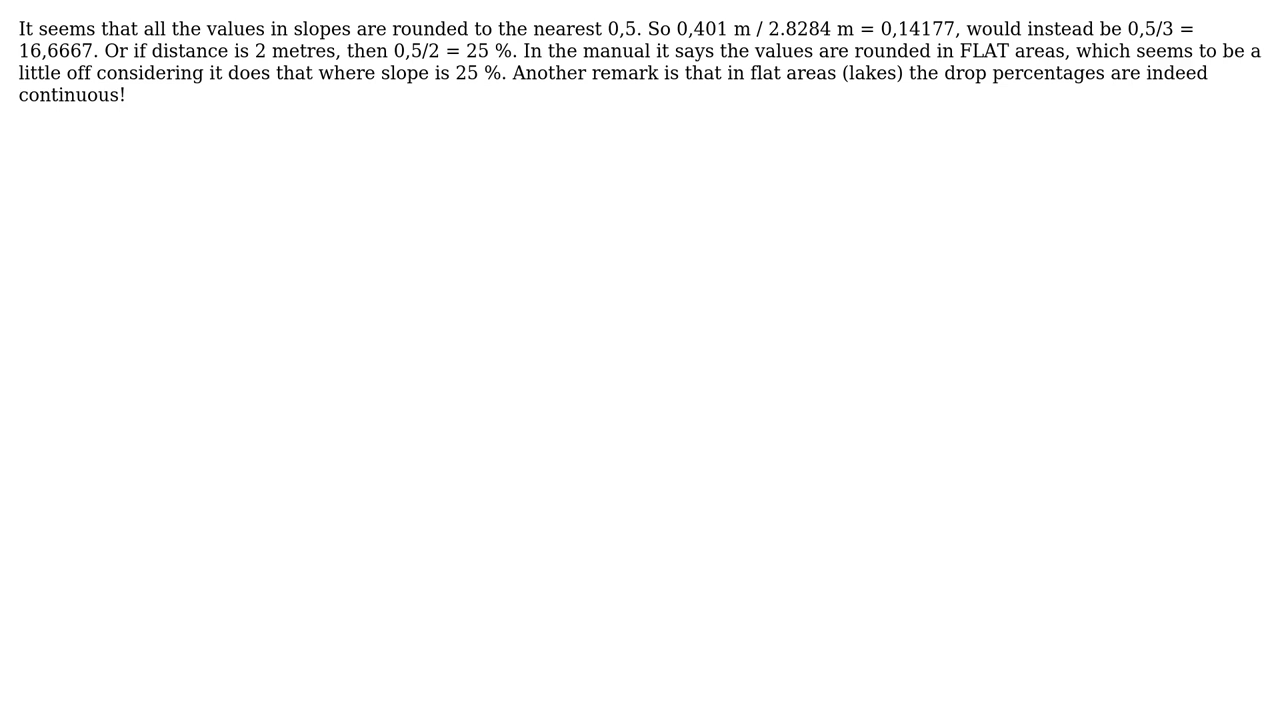 It seems that all the values in slopes are rounded to the nearest 0,5. So 0,401 m / 2.8284 m = 0,14177, would instead be 0,5/3 =
16,6667. Or if distance is 2 metres, then 0,5/2 = 25 %. In the manual it says the values are rounded in FLAT areas, which seems to be a
little off considering it does that where slope is 25 %. Another remark is that in flat areas (lakes) the drop percentages are indeed
continuous!